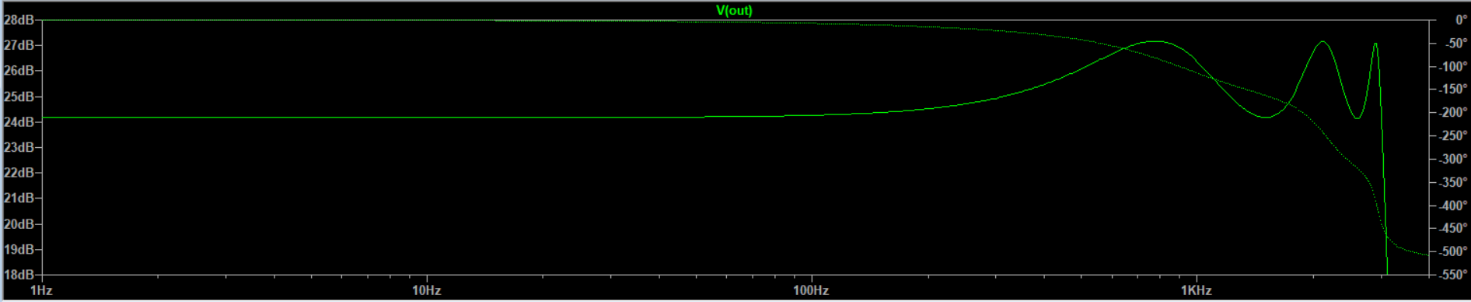 V(out)
28dB 0°
27dB -50°
26dB -100°
25dB -150°
24dB -200°
23dB -250°
22dB -300°
21dB -350°
20dB -400°
19dB -450°
18dB -500°
-550°
1Hz 10Hz 100Hz 1KHz